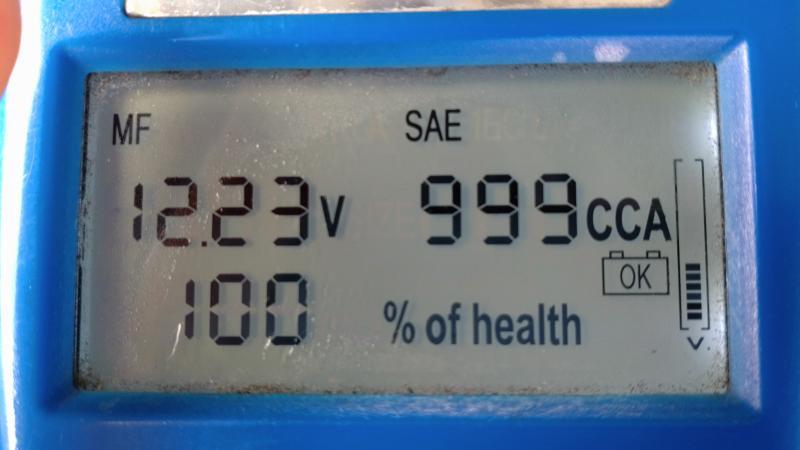 MF SAE
12.23V 999CCA
OK
100 % of health